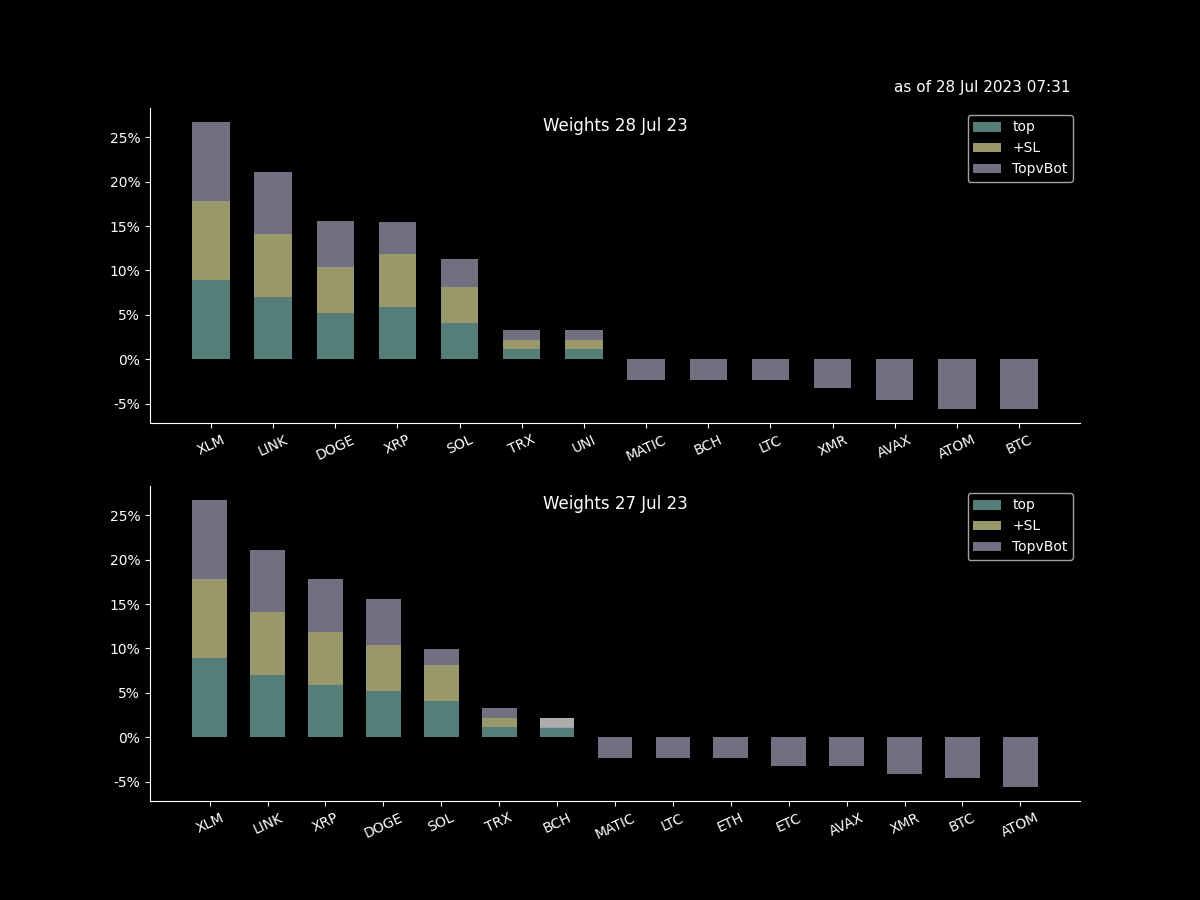 as of 28 Jul 2023 07:31
Weights 28 Jul 23
top
+SL
TopvBot
25%
20%
15%
10%
5%
0%
-5%
XLM LINK DOGE XRP SOL TRX UNI MATIC BCH LTC XMR AVAX ATOM BTC
Weights 27 Jul 23
top
+SL
TopvBot
25%
20%
15%
10%
5%
0%
-5%
XLM LINK XRP DOGE SOL TRX BCH MATIC LTC ETH ETC AVAX XMR BTC ATOM